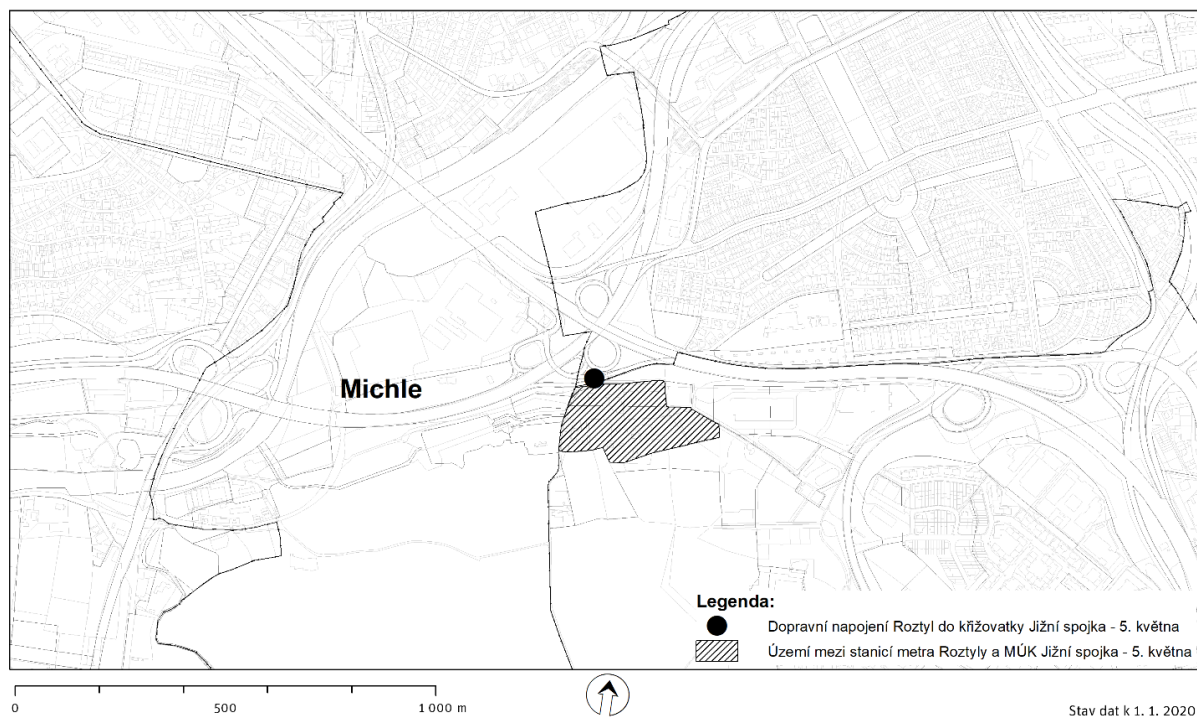 Michle
Legenda:
Dopravní napojení Roztyl do křižovatky Jižní spojka - 5. května
Území mezi stanicí metra Roztyly a MÚK Jižní spojka - 5. května
0 500 1 000 m
Stav dat k 1. 1. 2020